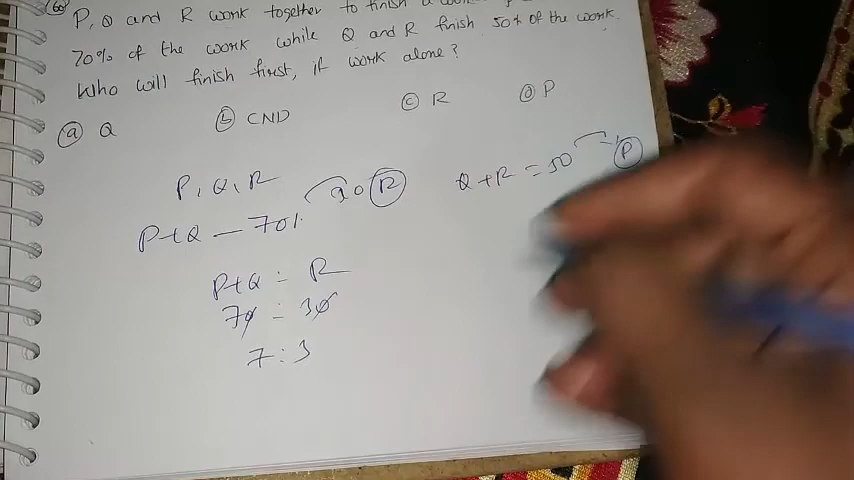 60
P, Q and R work together to finish a
70% of the work while Q and R finish 50% of the work.
Who will finish first, if work alone?
(a) Q (b) CND (c) R (D) P
P, Q, R
P+Q — 70% 30 (R)
Q+R = 50 (P)
P+Q : R
70 : 30
7 : 3